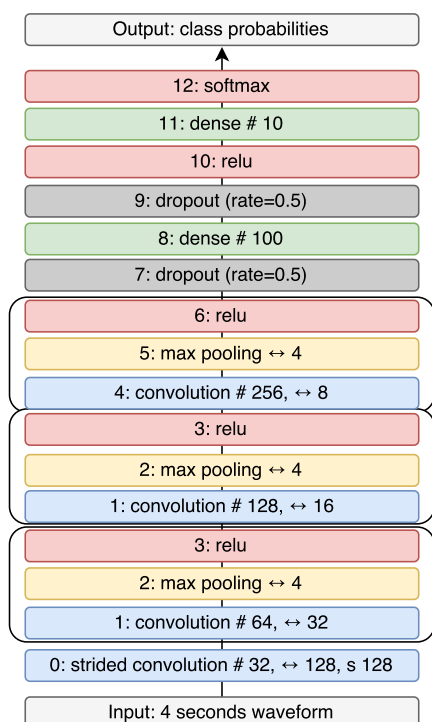 Output: class probabilities
12: softmax
11: dense # 10
10: relu
9: dropout (rate=0.5)
8: dense # 100
7: dropout (rate=0.5)
6: relu
5: max pooling ↔ 4
4: convolution # 256, ↔ 8
3: relu
2: max pooling ↔ 4
1: convolution # 128, ↔ 16
3: relu
2: max pooling ↔ 4
1: convolution # 64, ↔ 32
0: strided convolution # 32, ↔ 128, s 128
Input: 4 seconds waveform